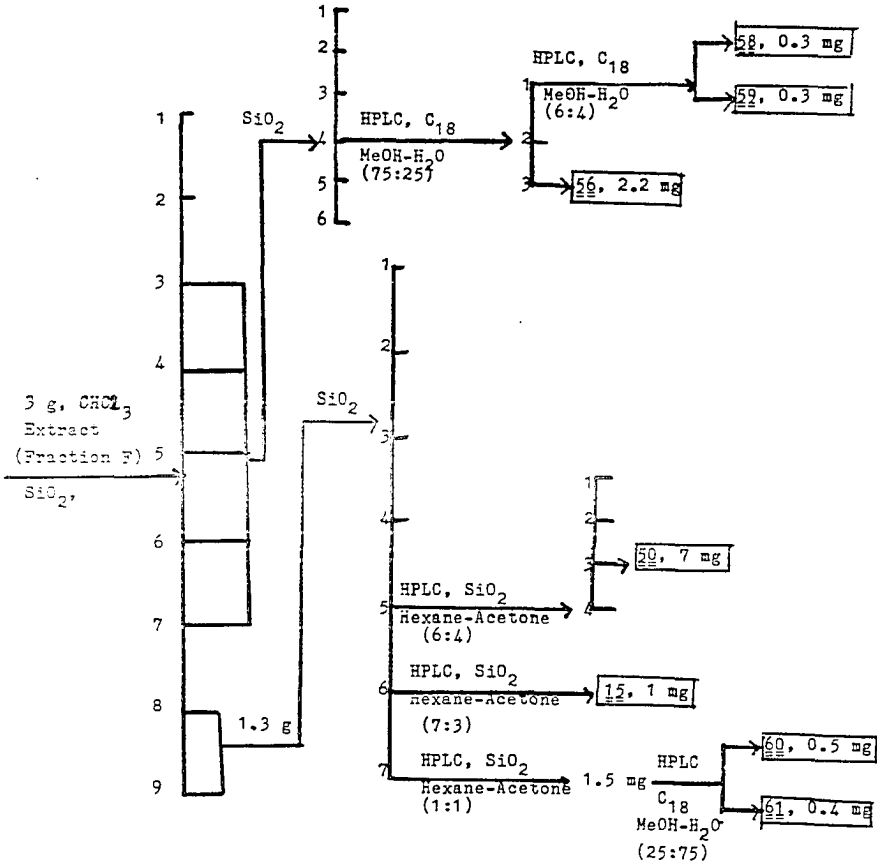 3 g, CHCl3
Extract
(Fraction F)
SiO2,
1
2
3
4
5
6
7
8
9
SiO2
1
2
3
4
5
6
HPLC, C18
MeOH-H2O
(75:25)
1
2
3
HPLC, C18
MeOH-H2O
(6:4)
58, 0.3 mg
59, 0.3 mg
56, 2.2 mg
1.3 g
SiO2
1
2
3
4
5
6
7
HPLC, SiO2
Hexane-Acetone
(6:4)
1
2
3
4
50, 7 mg
HPLC, SiO2
Hexane-Acetone
(7:3)
15, 1 mg
HPLC, SiO2
Hexane-Acetone
(1:1)
1.5 mg
HPLC
C18
MeOH-H2O
(25:75)
60, 0.5 mg
61, 0.4 mg